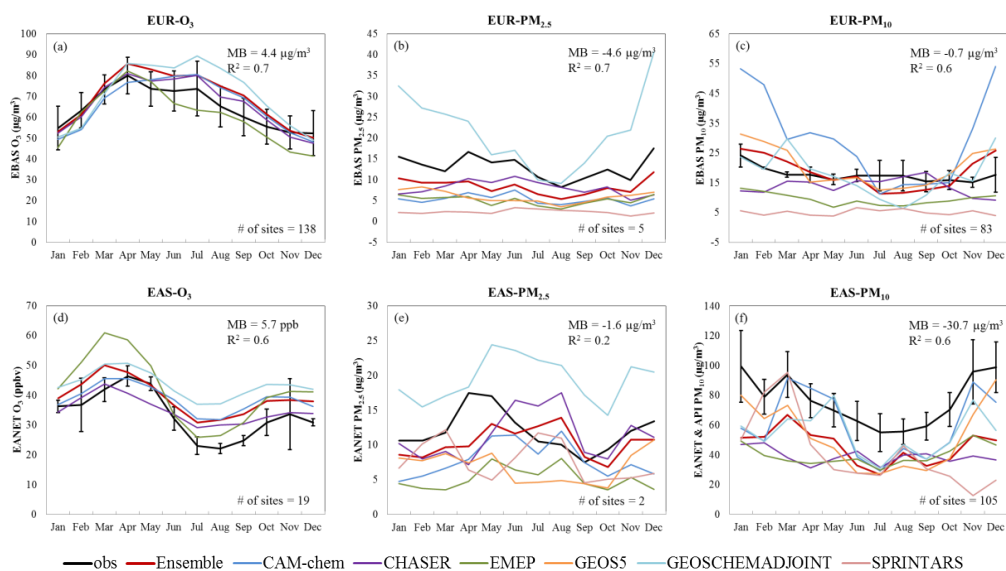 EUR-O3
EUR-PM2.5
EUR-PM10
(a)
MB = 4.4 µg/m³
R² = 0.7
EBAS O3 (µg/m³)
100
90
80
70
60
50
40
30
20
10
0
# of sites = 138
Jan Feb Mar Apr May Jun Jul Aug Sep Oct Nov Dec
(b)
MB = -4.6 µg/m³
R² = 0.7
EBAS PM2.5 (µg/m³)
45
40
35
30
25
20
15
10
5
0
-5
# of sites = 5
Jan Feb Mar Apr May Jun Jul Aug Sep Oct Nov Dec
(c)
MB = -0.7 µg/m³
R² = 0.6
EBAS PM10 (µg/m³)
65
55
45
35
25
15
5
-5
# of sites = 83
Jan Feb Mar Apr May Jun Jul Aug Sep Oct Nov Dec
EAS-O3
EAS-PM2.5
EAS-PM10
(d)
MB = 5.7 ppb
R² = 0.6
EANET O3 (ppbv)
70
60
50
40
30
20
10
0
# of sites = 19
Jan Feb Mar Apr May Jun Jul Aug Sep Oct Nov Dec
(e)
MB = -1.6 µg/m³
R² = 0.2
EANET PM2.5 (µg/m³)
30
25
20
15
10
5
0
# of sites = 2
Jan Feb Mar Apr May Jun Jul Aug Sep Oct Nov Dec
(f)
MB = -30.7 µg/m³
R² = 0.6
EANET & API PM10 (µg/m³)
140
120
100
80
60
40
20
0
# of sites = 105
Jan Feb Mar Apr May Jun Jul Aug Sep Oct Nov Dec
obs Ensemble CAM-chem CHASER EMEP GEOS5 GEOSCHEMADJOINT SPRINTARS